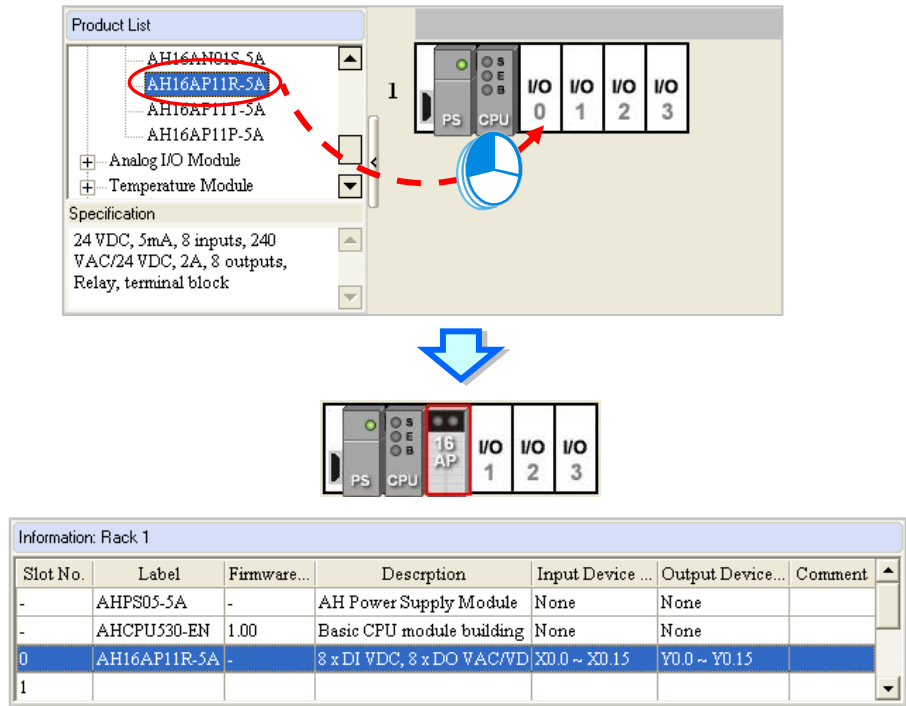 Product List
AH16AN01S-5A
AH16AP11R-5A
AH16AP11T-5A
AH16AP11P-5A
Analog I/O Module
Temperature Module
Specification
24 VDC, 5mA, 8 inputs, 240
VAC/24 VDC, 2A, 8 outputs,
Relay, terminal block
1
PS
S
E
B
CPU
I/O 0
I/O 1
I/O 2
I/O 3
PS
S
E
B
CPU
16
AP
I/O 1
I/O 2
I/O 3
Information: Rack 1
Slot No. Label Firmware... Descrption Input Device ... Output Device... Comment
- AHPS05-5A - AH Power Supply Module None None
- AHCPU530-EN 1.00 Basic CPU module building None None
0 AH16AP11R-5A - 8 x DI VDC, 8 x DO VAC/VD X0.0 ~ X0.15 Y0.0 ~ Y0.15
1